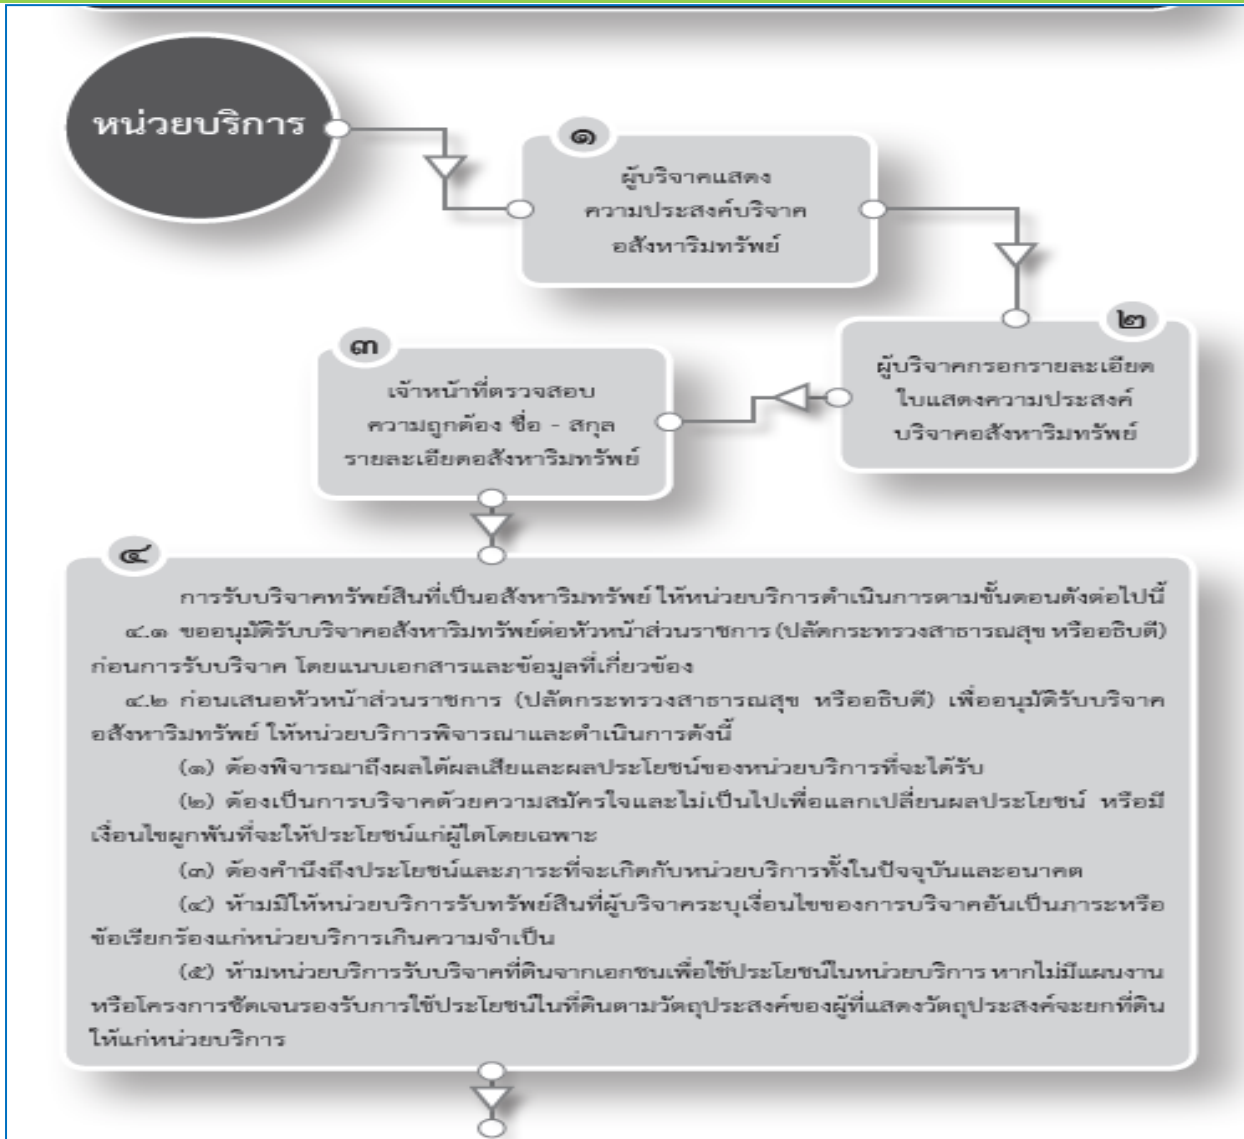 หน่วยบริการ
๑
ผู้บริจาคแสดง
ความประสงค์บริจาค
อสังหาริมทรัพย์
๒
ผู้บริจาคกรอกรายละเอียด
ใบแสดงความประสงค์
บริจาคอสังหาริมทรัพย์
๓
เจ้าหน้าที่ตรวจสอบ
ความถูกต้อง ชื่อ - สกุล
รายละเอียดอสังหาริมทรัพย์
๔
การรับบริจาคทรัพย์สินที่เป็นอสังหาริมทรัพย์ ให้หน่วยบริการดำเนินการตามขั้นตอนดังต่อไปนี้
๔.๑ ขออนุมัติรับบริจาคอสังหาริมทรัพย์ต่อหัวหน้าส่วนราชการ (ปลัดกระทรวงสาธารณสุข หรืออธิบดี)
ก่อนการรับบริจาค โดยแนบเอกสารและข้อมูลที่เกี่ยวข้อง
๔.๒ ก่อนเสนอหัวหน้าส่วนราชการ (ปลัดกระทรวงสาธารณสุข หรืออธิบดี) เพื่ออนุมัติรับบริจาค
อสังหาริมทรัพย์ ให้หน่วยบริการพิจารณาและดำเนินการดังนี้
(๑) ต้องพิจารณาถึงผลได้ผลเสียและผลประโยชน์ของหน่วยบริการที่จะได้รับ
(๒) ต้องเป็นการบริจาคด้วยความสมัครใจและไม่เป็นไปเพื่อแลกเปลี่ยนผลประโยชน์ หรือมี
เงื่อนไขผูกพันที่จะให้ประโยชน์แก่ผู้ใดโดยเฉพาะ
(๓) ต้องคำนึงถึงประโยชน์และภาระที่จะเกิดกับหน่วยบริการทั้งในปัจจุบันและอนาคต
(๔) ห้ามมิให้หน่วยบริการรับทรัพย์สินที่ผู้บริจาคระบุเงื่อนไขของการบริจาคอันเป็นภาระหรือ
ข้อเรียกร้องแก่หน่วยบริการเกินความจำเป็น
(๕) ห้ามหน่วยบริการรับบริจาคที่ดินจากเอกชนเพื่อใช้ประโยชน์ในหน่วยบริการ หากไม่มีแผนงาน
หรือโครงการชัดเจนรองรับการใช้ประโยชน์ในที่ดินตามวัตถุประสงค์ของผู้ที่แสดงวัตถุประสงค์จะยกที่ดิน
ให้แก่หน่วยบริการ